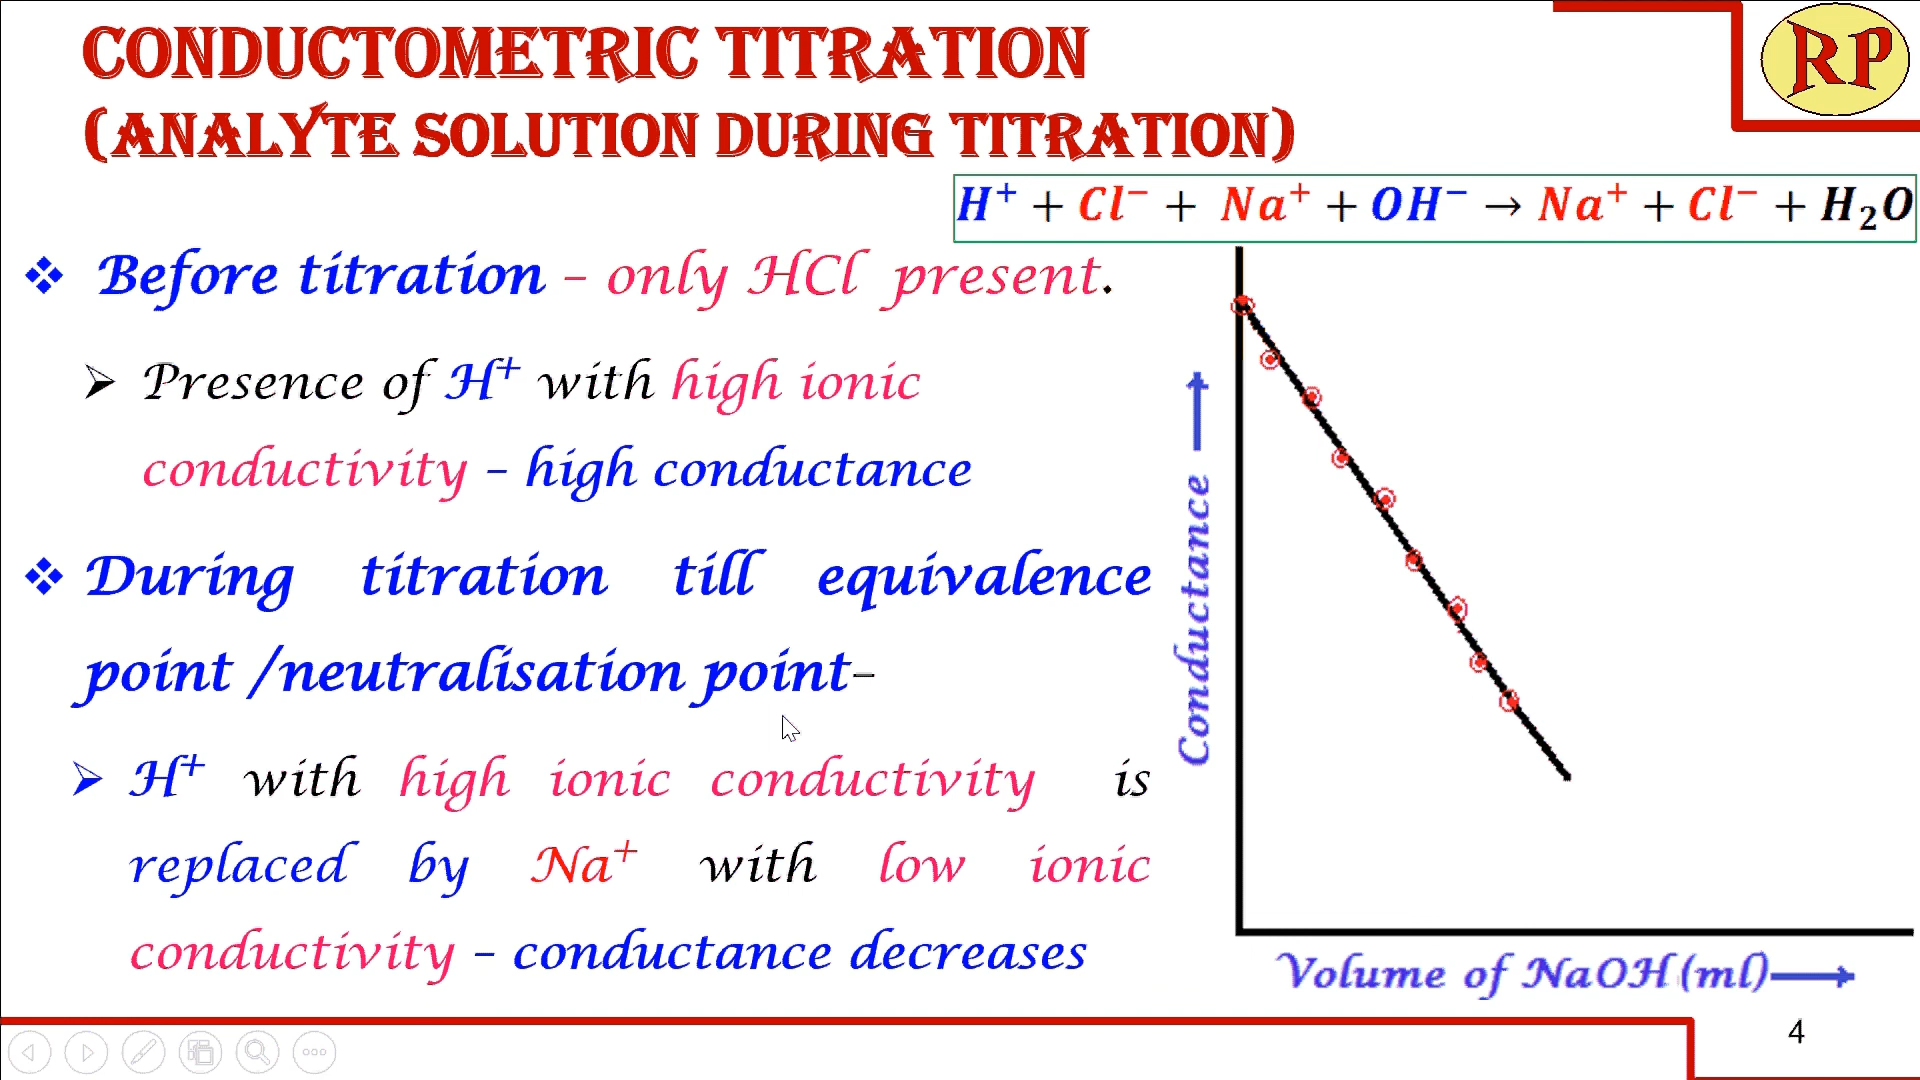 CONDUCTOMETRIC TITRATION
(ANALYTE SOLUTION DURING TITRATION)
RP
H⁺ + Cl⁻ + Na⁺ + OH⁻ → Na⁺ + Cl⁻ + H₂O
❖ Before titration – only HCl present.
➢ Presence of H⁺ with high ionic
conductivity – high conductance
❖ During titration till equivalence
point /neutralisation point–
➢ H⁺ with high ionic conductivity is
replaced by Na⁺ with low ionic
conductivity – conductance decreases
Conductance
Volume of NaOH (ml)
4